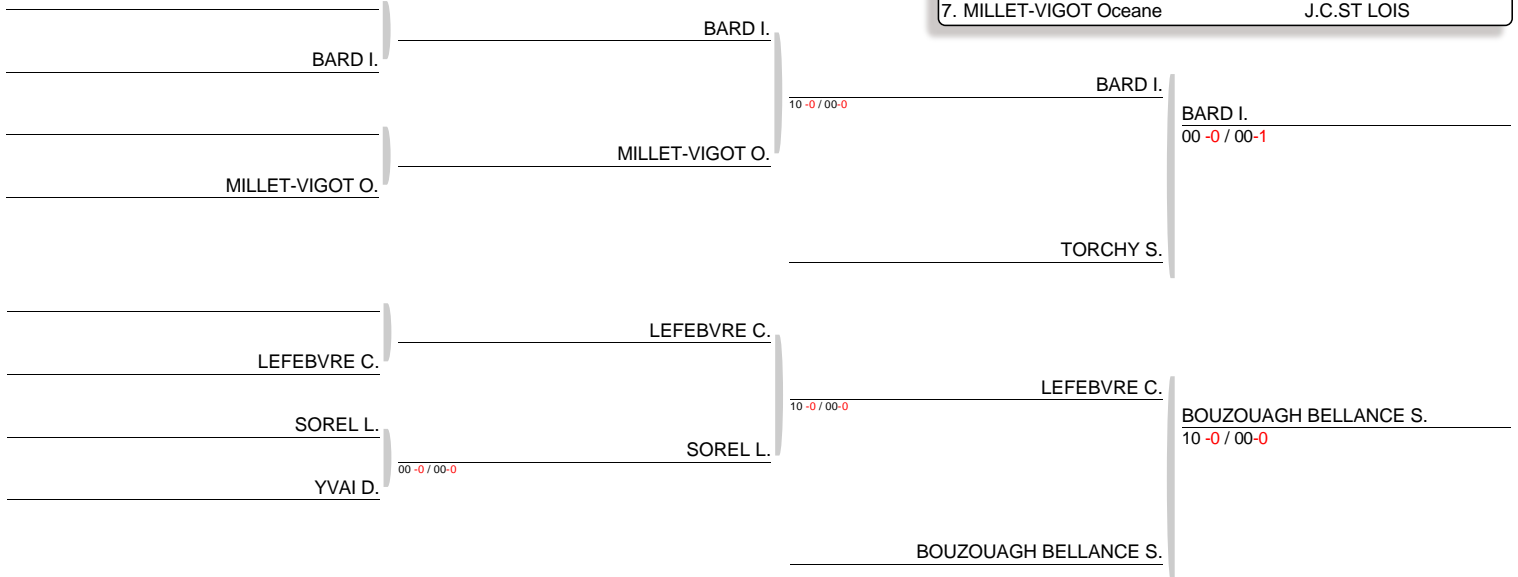 7. MILLET-VIGOT Oceane J.C.ST LOIS
BARD I.
BARD I.
BARD I.
10 -0 / 00-0
BARD I.
00 -0 / 00-1
MILLET-VIGOT O.
MILLET-VIGOT O.
TORCHY S.
LEFEBVRE C.
LEFEBVRE C.
LEFEBVRE C.
10 -0 / 00-0
BOUZOUAGH BELLANCE S.
10 -0 / 00-0
SOREL L.
SOREL L.
00 -0 / 00-0
YVAI D.
BOUZOUAGH BELLANCE S.